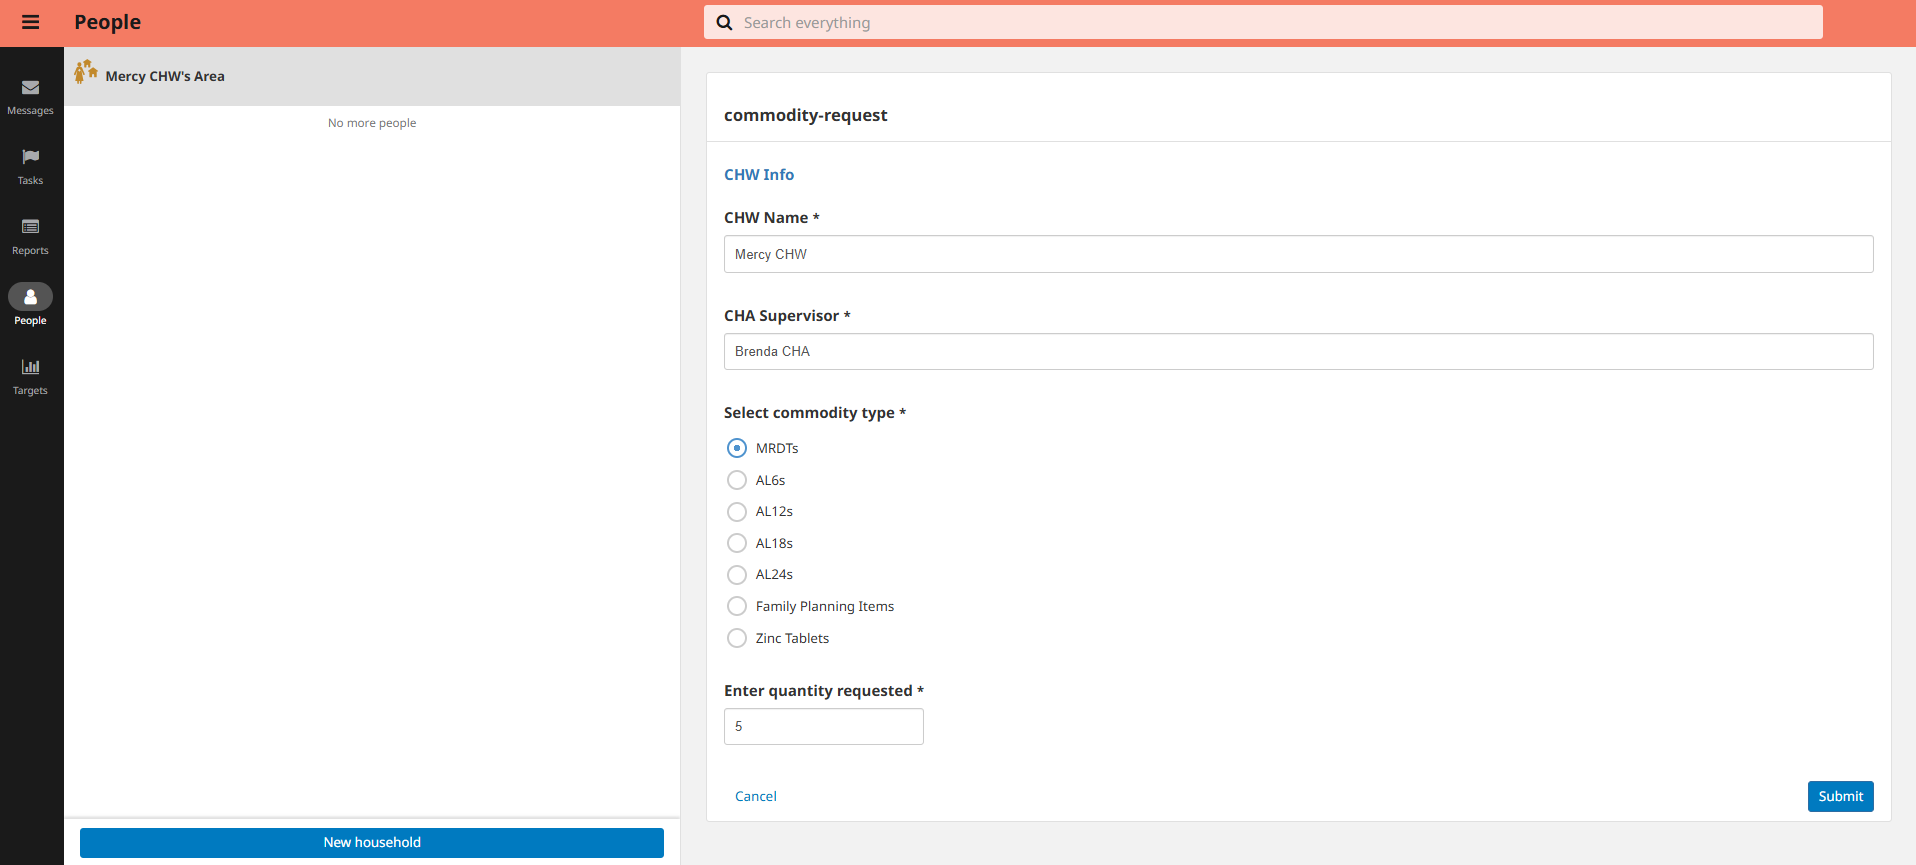 People
Search everything
Messages
Tasks
Reports
People
Targets
Mercy CHW's Area
No more people
New household
commodity-request
CHW Info
CHW Name *
Mercy CHW
CHA Supervisor *
Brenda CHA
Select commodity type *
MRDTs
AL6s
AL12s
AL18s
AL24s
Family Planning Items
Zinc Tablets
Enter quantity requested *
5
Cancel
Submit